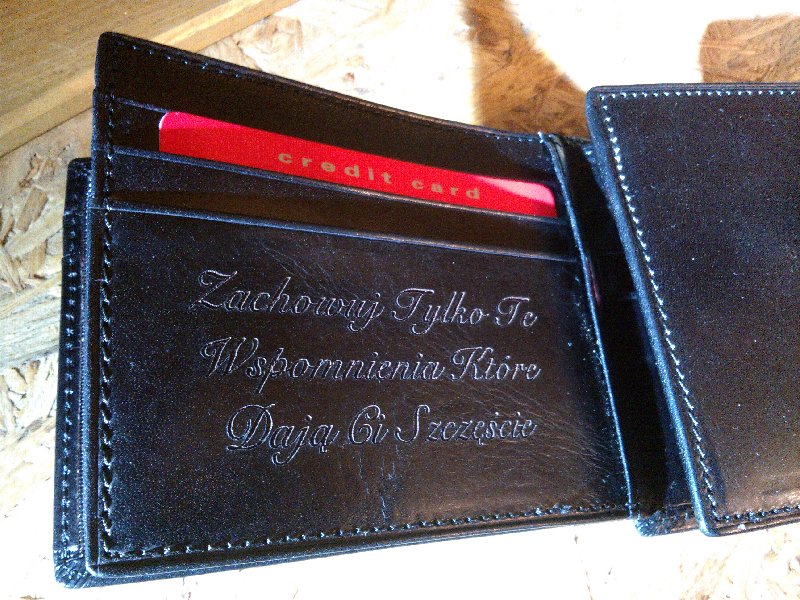 credit card
Zachowuj Tylko Te
Wspomnienia Które
Dają Ci Szczęście